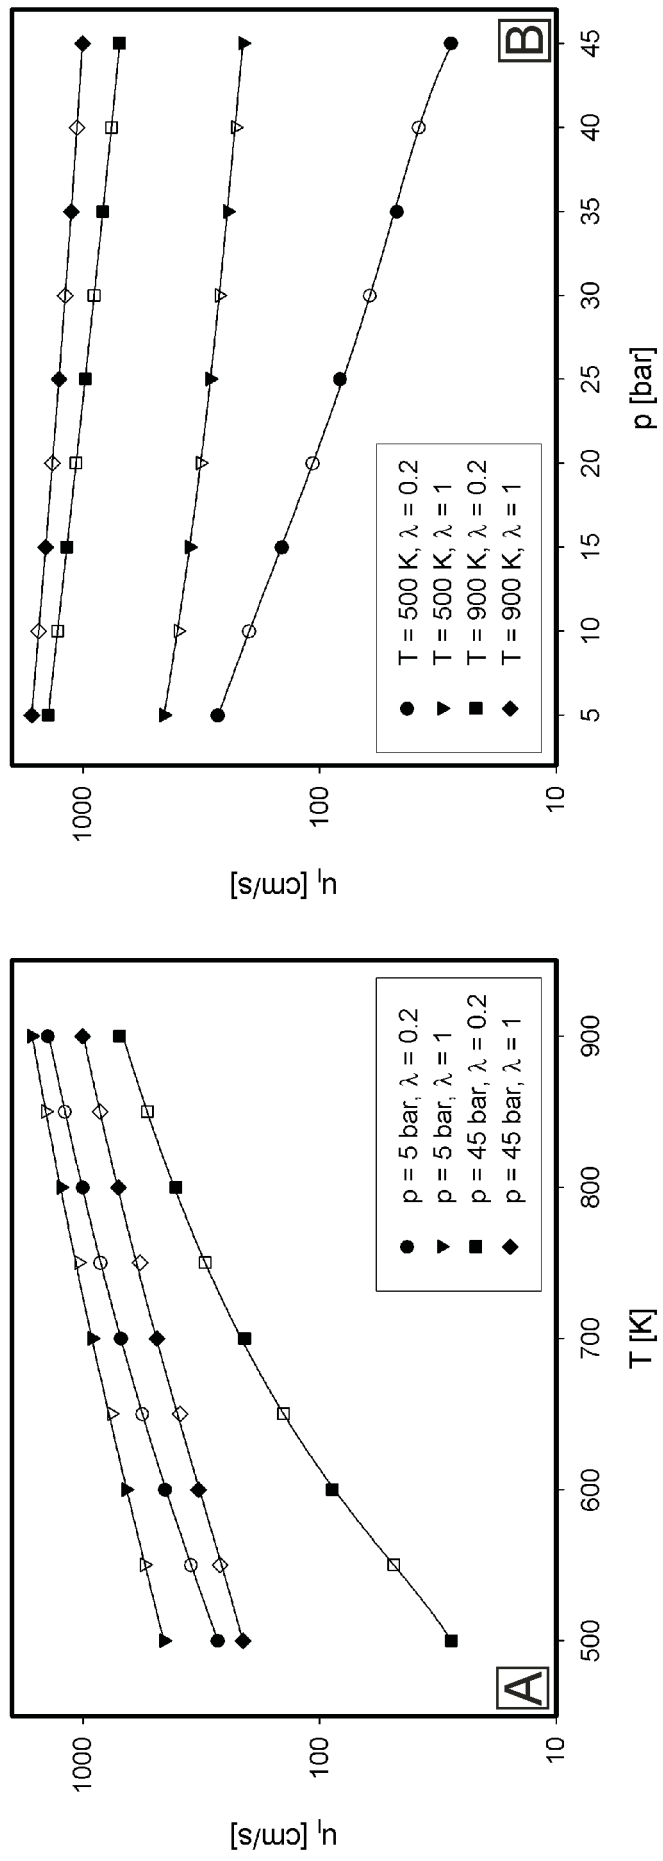 u_l [cm/s]
1000
100
10
A
p = 5 bar, λ = 0.2
p = 5 bar, λ = 1
p = 45 bar, λ = 0.2
p = 45 bar, λ = 1
500 600 700 800 900
T [K]
u_l [cm/s]
1000
100
10
B
T = 500 K, λ = 0.2
T = 500 K, λ = 1
T = 900 K, λ = 0.2
T = 900 K, λ = 1
5 10 15 20 25 30 35 40 45
p [bar]